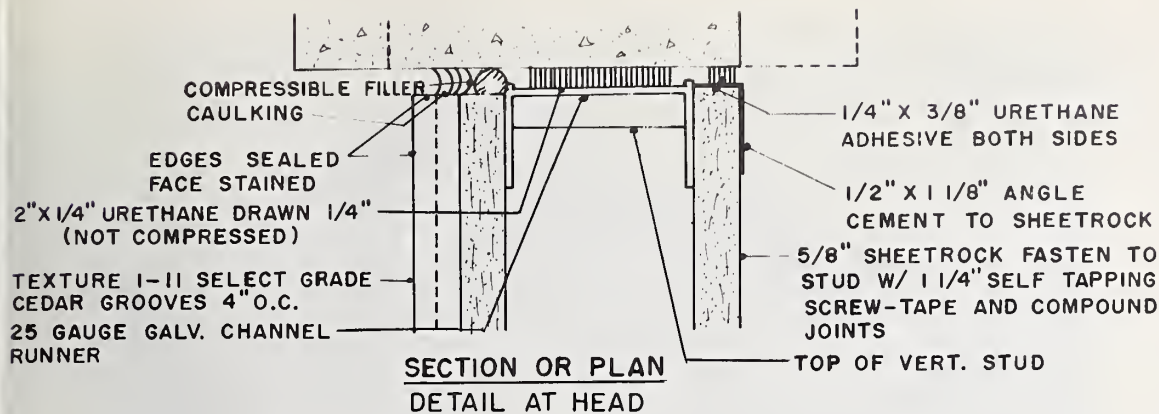 COMPRESSIBLE FILLER
CAULKING
EDGES SEALED
FACE STAINED
2"X 1/4" URETHANE DRAWN 1/4"
(NOT COMPRESSED)
TEXTURE 1-11 SELECT GRADE
CEDAR GROOVES 4" O.C.
25 GAUGE GALV. CHANNEL
RUNNER
1/4" X 3/8" URETHANE
ADHESIVE BOTH SIDES
1/2" X 1 1/8" ANGLE
CEMENT TO SHEETROCK
5/8" SHEETROCK FASTEN TO
STUD W/ 1 1/4" SELF TAPPING
SCREW-TAPE AND COMPOUND
JOINTS
TOP OF VERT. STUD
SECTION OR PLAN
DETAIL AT HEAD